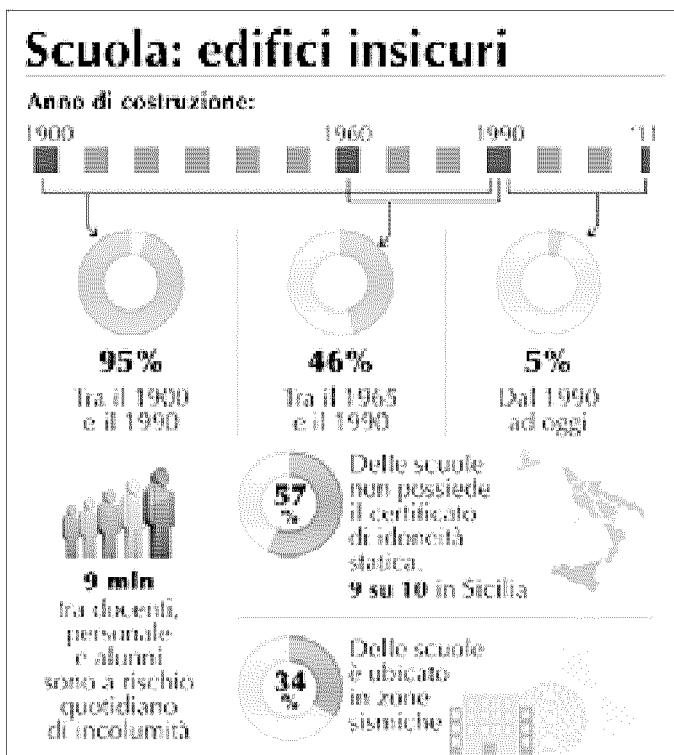 Scuola: edifici insicuri
Anno di costruzione:
1900 1960 1990 '11
95%
Tra il 1900
e il 1990
46%
Tra il 1965
e il 1990
5%
Dal 1990
ad oggi
9 mln
tra docenti,
personale
e alunni
sono a rischio
quotidiano
di incolumità
57
%
Delle scuole
nun possiede
il certificato
di idoneità
statica.
9 su 10 in Sicilia
34
%
Delle scuole
è ubicato
in zone
sismiche